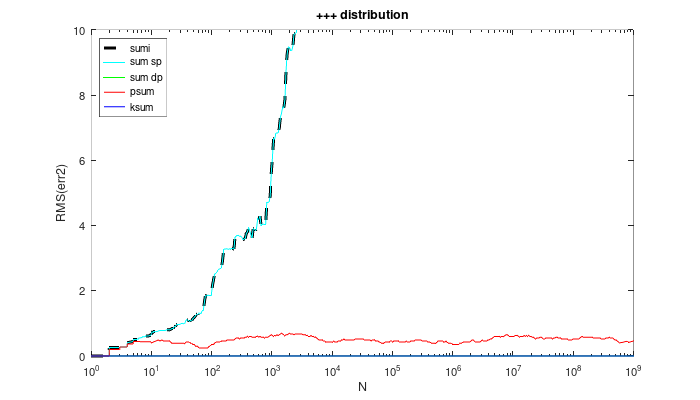 +++ distribution
10
8
6
4
2
0
RMS(err2)
sumi
sum sp
sum dp
psum
ksum
10^0 10^1 10^2 10^3 10^4 10^5 10^6 10^7 10^8 10^9
N